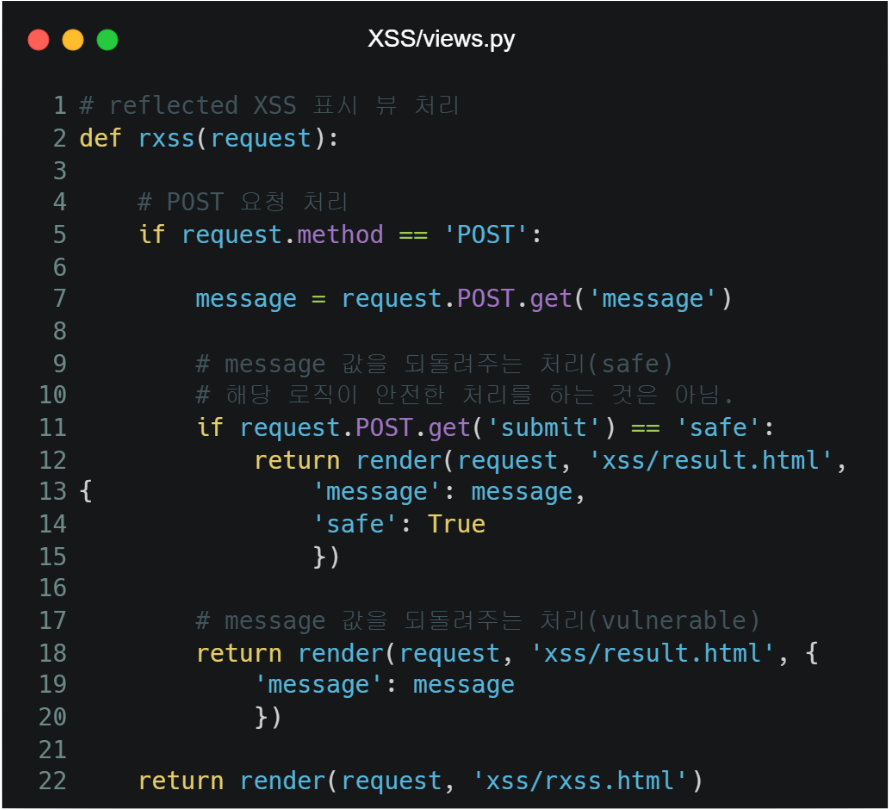 XSS/views.py
1 # reflected XSS 표시 뷰 처리
2 def rxss(request):
3
4     # POST 요청 처리
5     if request.method == 'POST':
6
7         message = request.POST.get('message')
8
9         # message 값을 되돌려주는 처리(safe)
10         # 해당 로직이 안전한 처리를 하는 것은 아님.
11         if request.POST.get('submit') == 'safe':
12             return render(request, 'xss/result.html',
13 {                'message': message,
14                 'safe': True
15                 })
16
17         # message 값을 되돌려주는 처리(vulnerable)
18         return render(request, 'xss/result.html', {
19             'message': message
20             })
21
22     return render(request, 'xss/rxss.html')